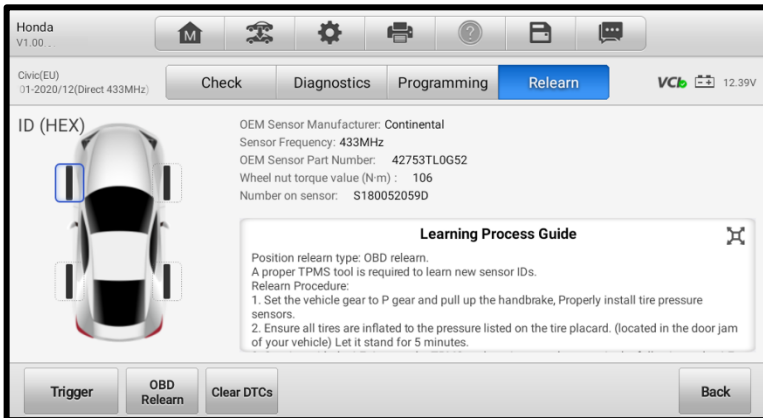 Honda
V1.00...
M
?
Civic(EU)
01-2020/12(Direct 433MHz)
Check
Diagnostics
Programming
Relearn
VCI
12.39V
ID (HEX)
OEM Sensor Manufacturer: Continental
Sensor Frequency: 433MHz
OEM Sensor Part Number: 42753TL0G52
Wheel nut torque value (N·m) : 106
Number on sensor: S180052059D
Learning Process Guide
Position relearn type: OBD relearn.
A proper TPMS tool is required to learn new sensor IDs.
Relearn Procedure:
1. Set the vehicle gear to P gear and pull up the handbrake, Properly install tire pressure
sensors.
2. Ensure all tires are inflated to the pressure listed on the tire placard. (located in the door jam
of your vehicle) Let it stand for 5 minutes.
Trigger
OBD
Relearn
Clear DTCs
Back